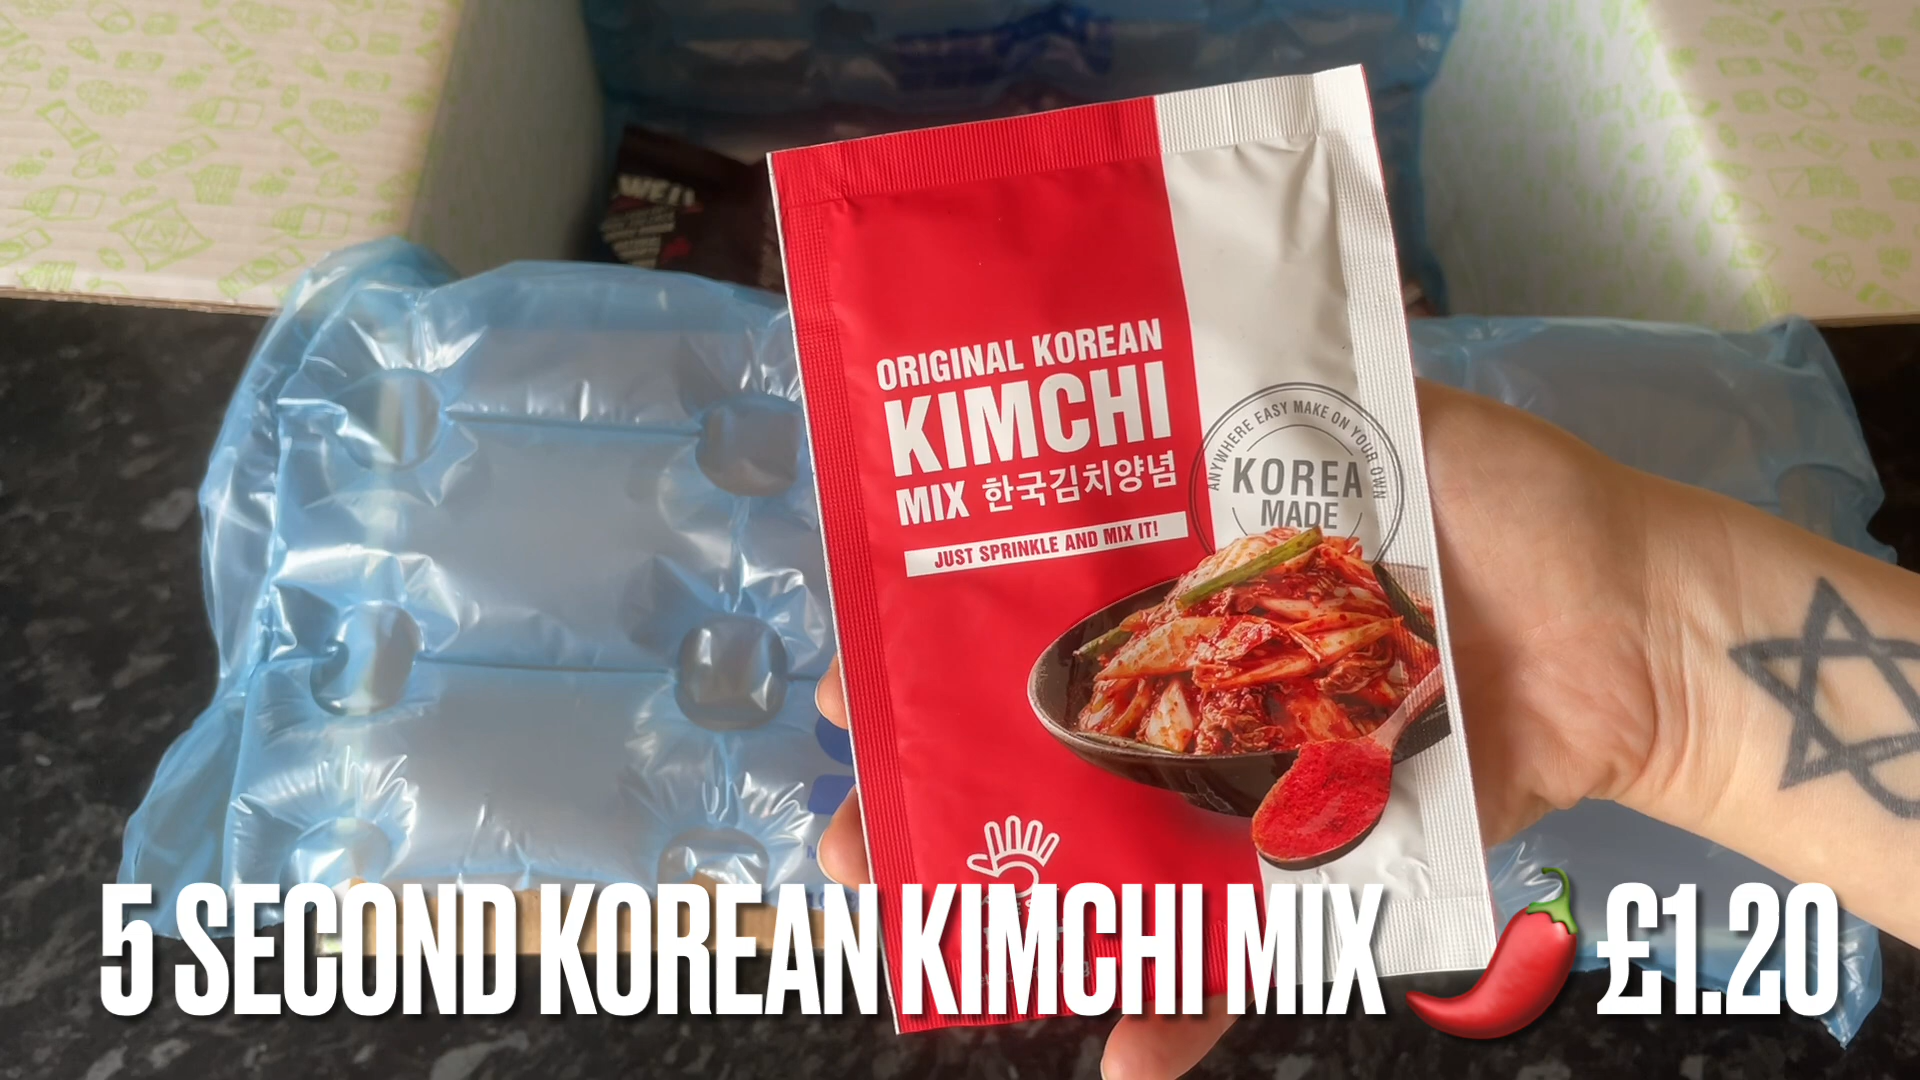 ORIGINAL KOREAN
KIMCHI
MIX 한국김치양념
JUST SPRINKLE AND MIX IT!
ANYWHERE EASY MAKE ON YOUR OWN
KOREA
MADE
5 SECOND KOREAN KIMCHI MIX 🌶️ £1.20